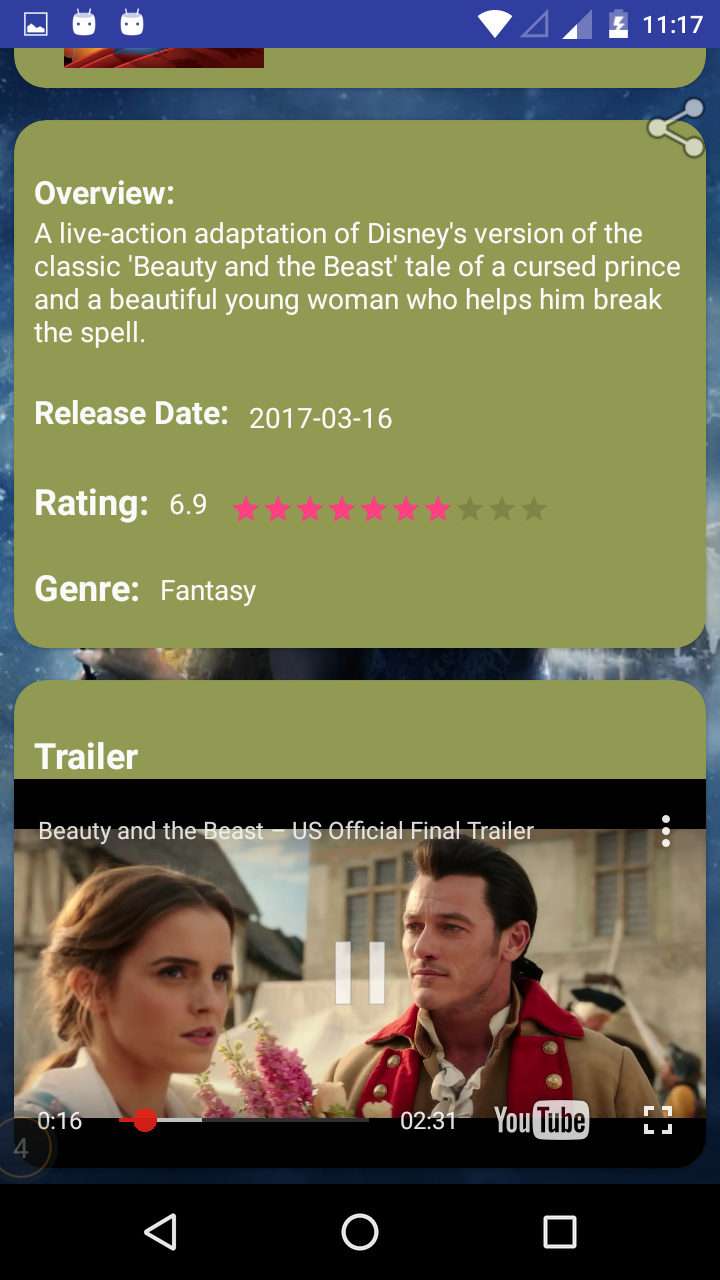 11:17
Overview:
A live-action adaptation of Disney's version of the
classic 'Beauty and the Beast' tale of a cursed prince
and a beautiful young woman who helps him break
the spell.
Release Date: 2017-03-16
Rating: 6.9
Genre: Fantasy
Trailer
Beauty and the Beast – US Official Final Trailer
0:16 02:31 YouTube
4